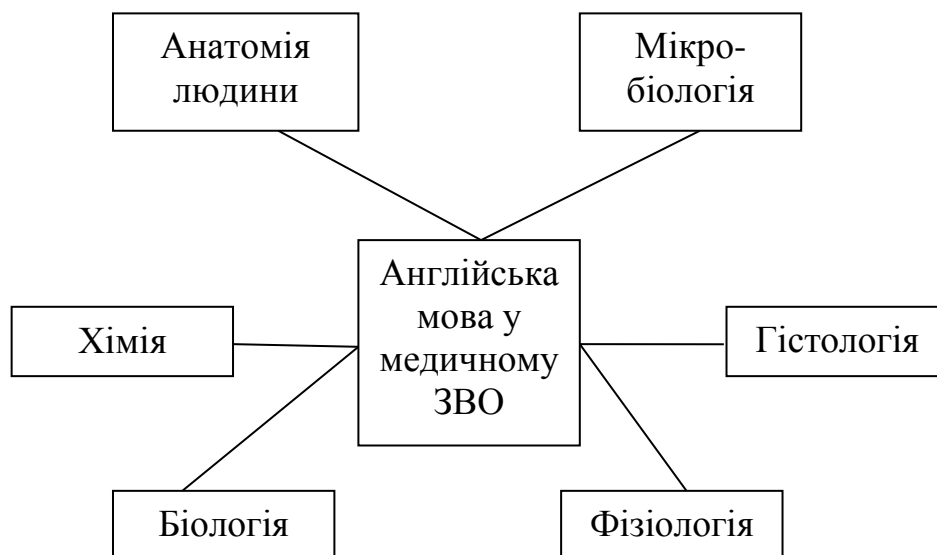 Анатомія
людини
Мікро-
біологія
Англійська
мова у
медичному
ЗВО
Хімія
Гістологія
Біологія
Фізіологія